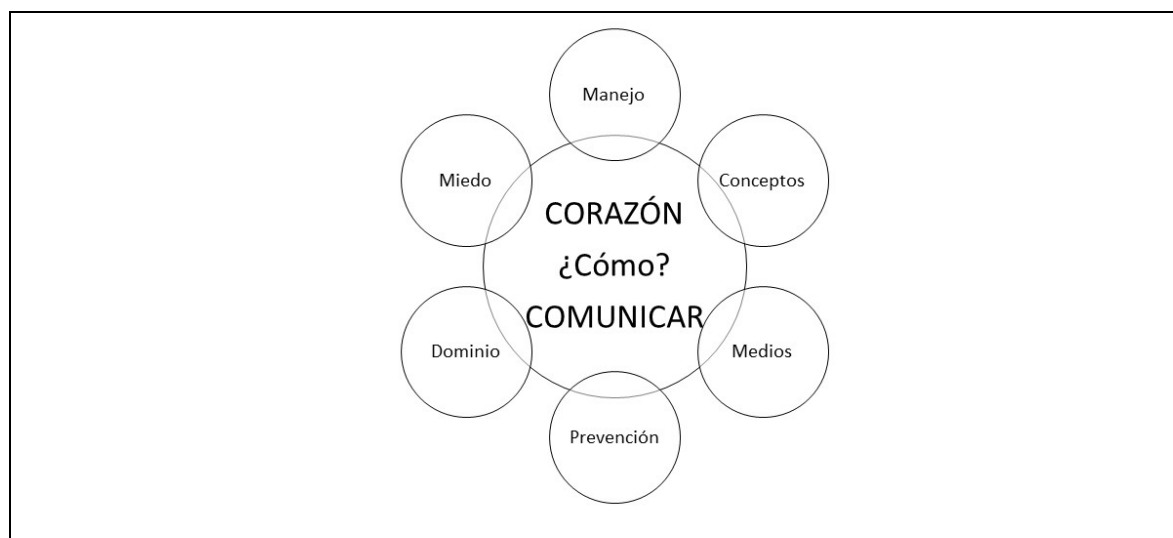 Manejo
Miedo
Conceptos
CORAZÓN
¿Cómo?
COMUNICAR
Dominio
Medios
Prevención